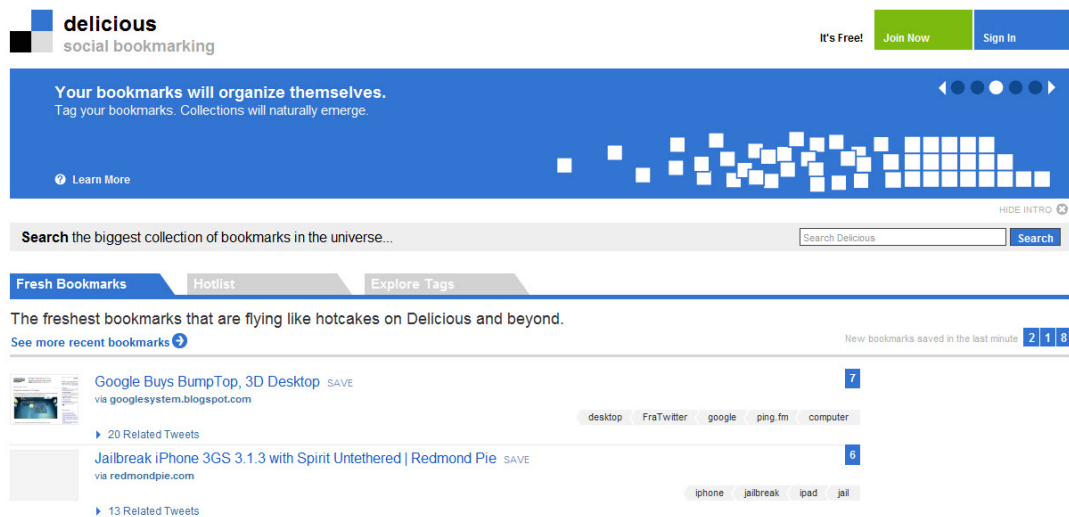 delicious
social bookmarking
It's Free!
Join Now
Sign In
Your bookmarks will organize themselves.
Tag your bookmarks. Collections will naturally emerge.
? Learn More
HIDE INTRO
Search the biggest collection of bookmarks in the universe...
Search Delicious
Search
Fresh Bookmarks
Hotlist
Explore Tags
The freshest bookmarks that are flying like hotcakes on Delicious and beyond.
See more recent bookmarks
New bookmarks saved in the last minute 2 1 8
Google Buys BumpTop, 3D Desktop SAVE
7
via googlesystem.blogspot.com
desktop FraTwitter google ping.fm computer
20 Related Tweets
Jailbreak iPhone 3GS 3.1.3 with Spirit Untethered | Redmond Pie SAVE
6
via redmondpie.com
iphone jailbreak ipad jail
13 Related Tweets